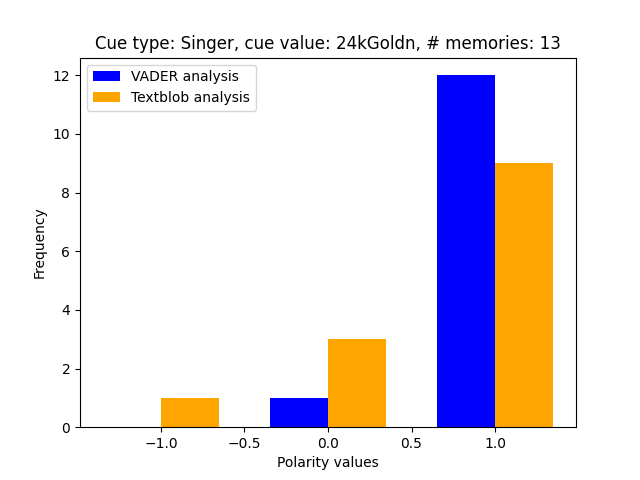 Cue type: Singer, cue value: 24kGoldn, # memories: 13
VADER analysis
Textblob analysis
Frequency
12
10
8
6
4
2
0
−1.0 −0.5 0.0 0.5 1.0
Polarity values